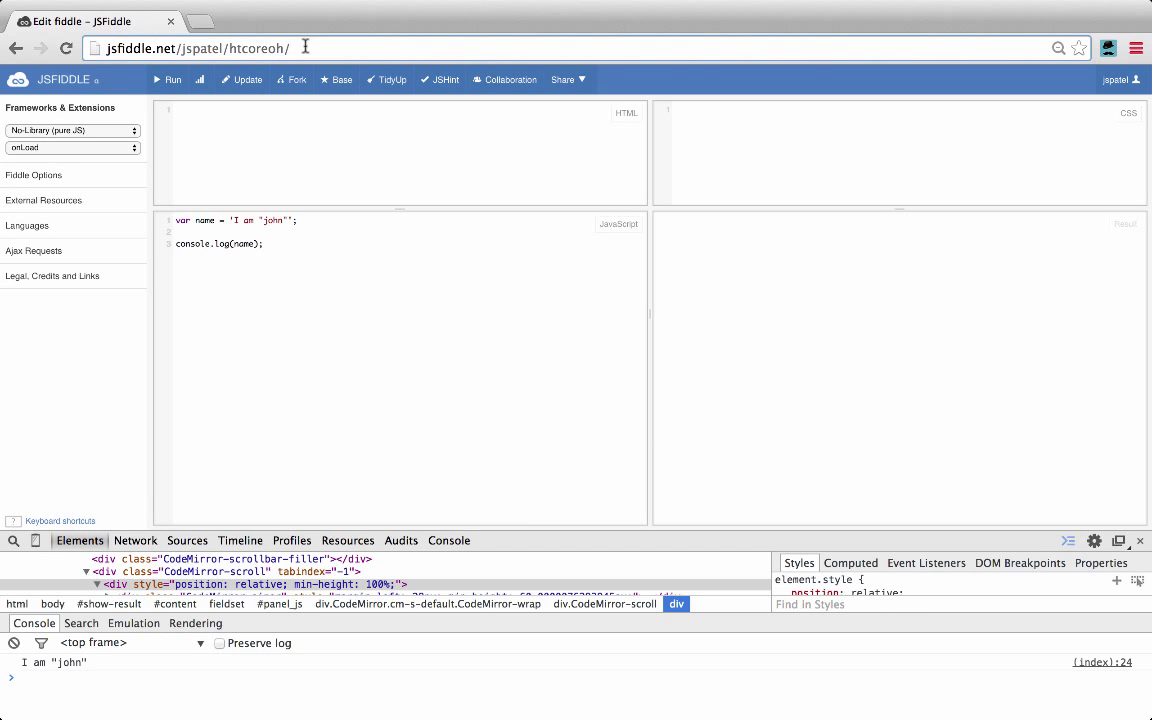 Edit fiddle - JSFiddle
jsfiddle.net/jspatel/htcoreoh/
JSFIDDLE α Run Update Fork Base TidyUp JSHint Collaboration Share jspatel
Frameworks & Extensions
No-Library (pure JS)
onLoad
Fiddle Options
External Resources
Languages
Ajax Requests
Legal, Credits and Links
? Keyboard shortcuts
1
HTML
1
CSS
1 var name = 'I am "john"';
2
3 console.log(name);
JavaScript
Result
Elements Network Sources Timeline Profiles Resources Audits Console
<div class="CodeMirror-scrollbar-filler"></div>
<div class="CodeMirror-scroll" tabindex="-1">
<div style="position: relative; min-height: 100%;">
html body #show-result #content fieldset #panel_js div.CodeMirror.cm-s-default.CodeMirror-wrap div.CodeMirror-scroll div
Styles Computed Event Listeners DOM Breakpoints Properties
element.style {
position: relative;
Find in Styles
Console Search Emulation Rendering
<top frame> Preserve log
I am "john" (index):24
>